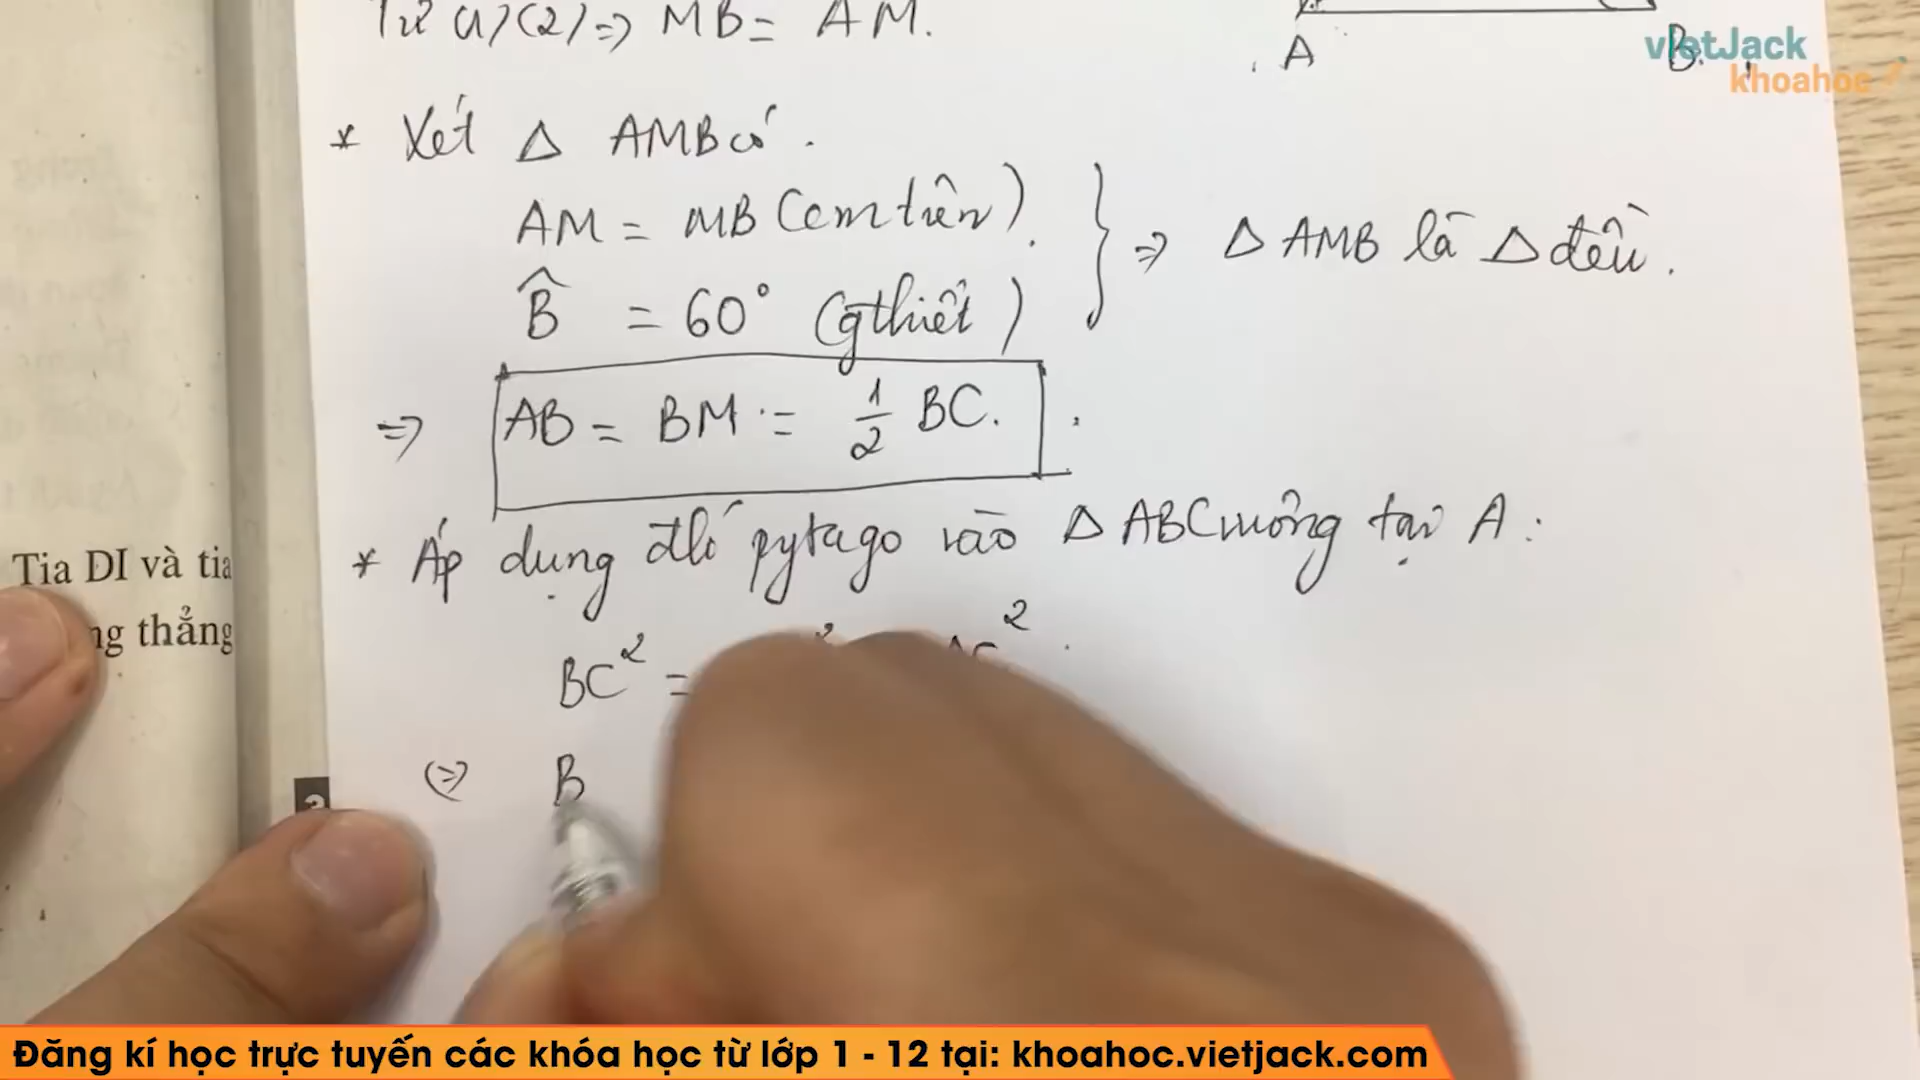 Từ (1)(2) => MB = AM.
A
B
vietJack
khoahoc
* Xét Δ AMB có.
AM = MB (cm trên).
B̂ = 60° (gthiết)
} => Δ AMB là Δ đều.
=> AB = BM = 1/2 BC.
* Áp dụng đlí pytago vào Δ ABC vuông tại A:
BC² = ² AC².
(=> B
Tia DI và tia
ng thẳng
Đăng kí học trực tuyến các khóa học từ lớp 1 - 12 tại: khoahoc.vietjack.com